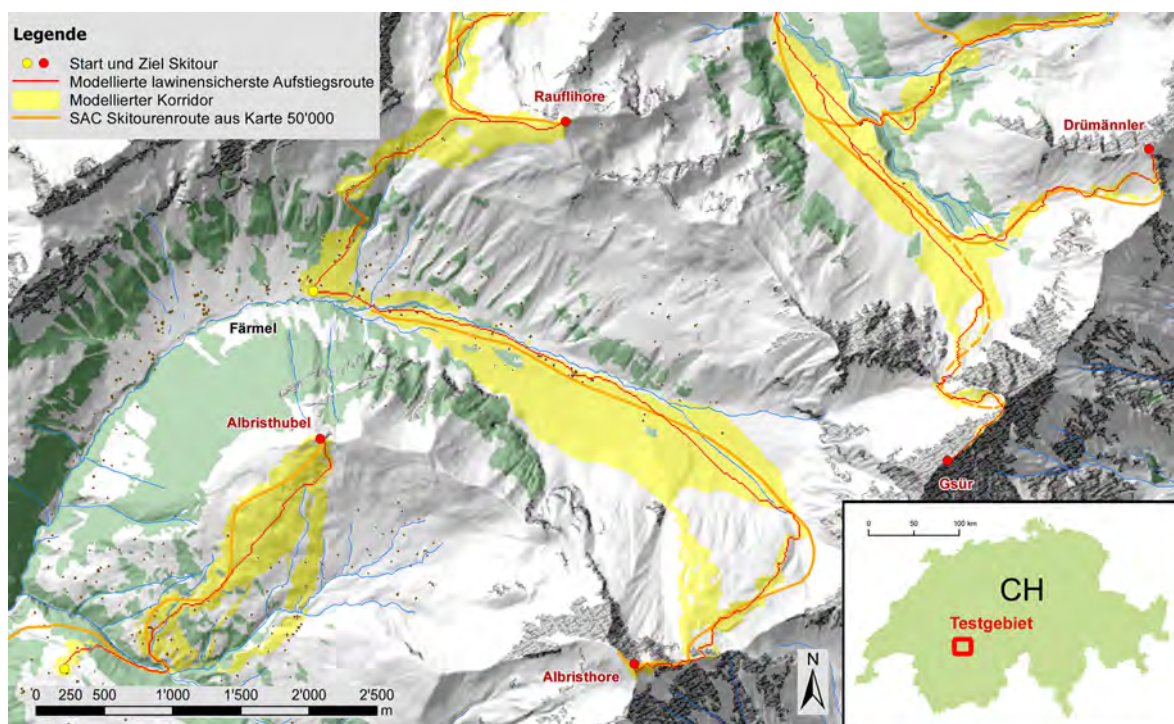 Legende
Start und Ziel Skitour
Modellierte lawinensicherste Aufstiegsroute
Modellierter Korridor
SAC Skitourenroute aus Karte 50'000
Rauflihore
Drümännler
Färmel
Albristhubel
Gsür
Albristhore
0 250 500 1'000 1'500 2'000 2'500
m
N
0 50 100 km
CH
Testgebiet